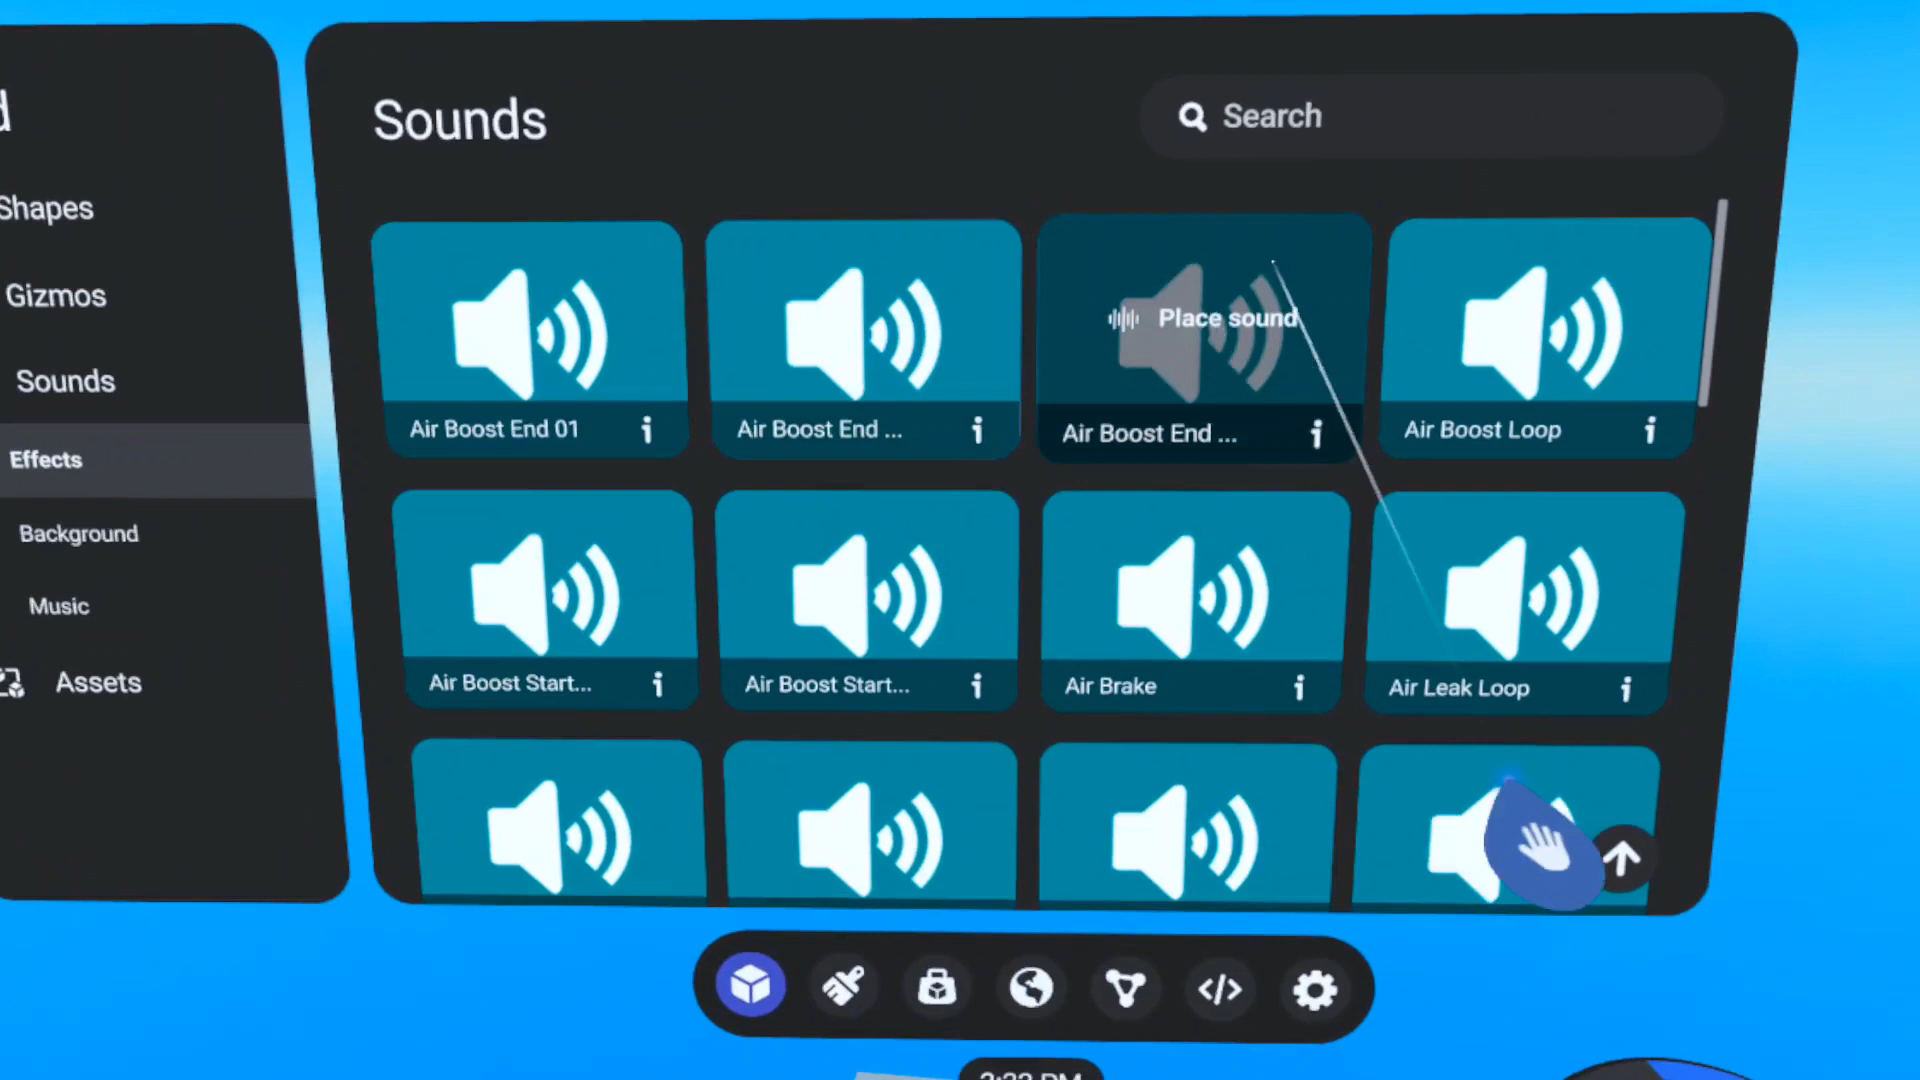 d
Shapes
Gizmos
Sounds
Effects
Background
Music
Assets
Sounds
Search
Place sound
Air Boost End 01
Air Boost End ...
Air Boost End ...
Air Boost Loop
Air Boost Start...
Air Boost Start...
Air Brake
Air Leak Loop